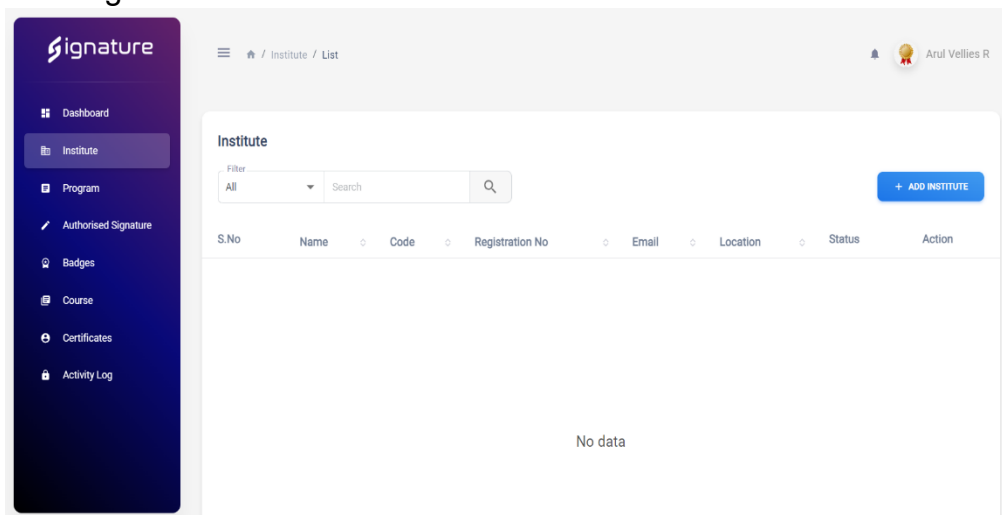 Signature
Institute / List
Arul Vellies R
Dashboard
Institute
Program
Authorised Signature
Badges
Course
Certificates
Activity Log
Institute
Filter
All
Search
+ ADD INSTITUTE
S.No Name Code Registration No Email Location Status Action
No data